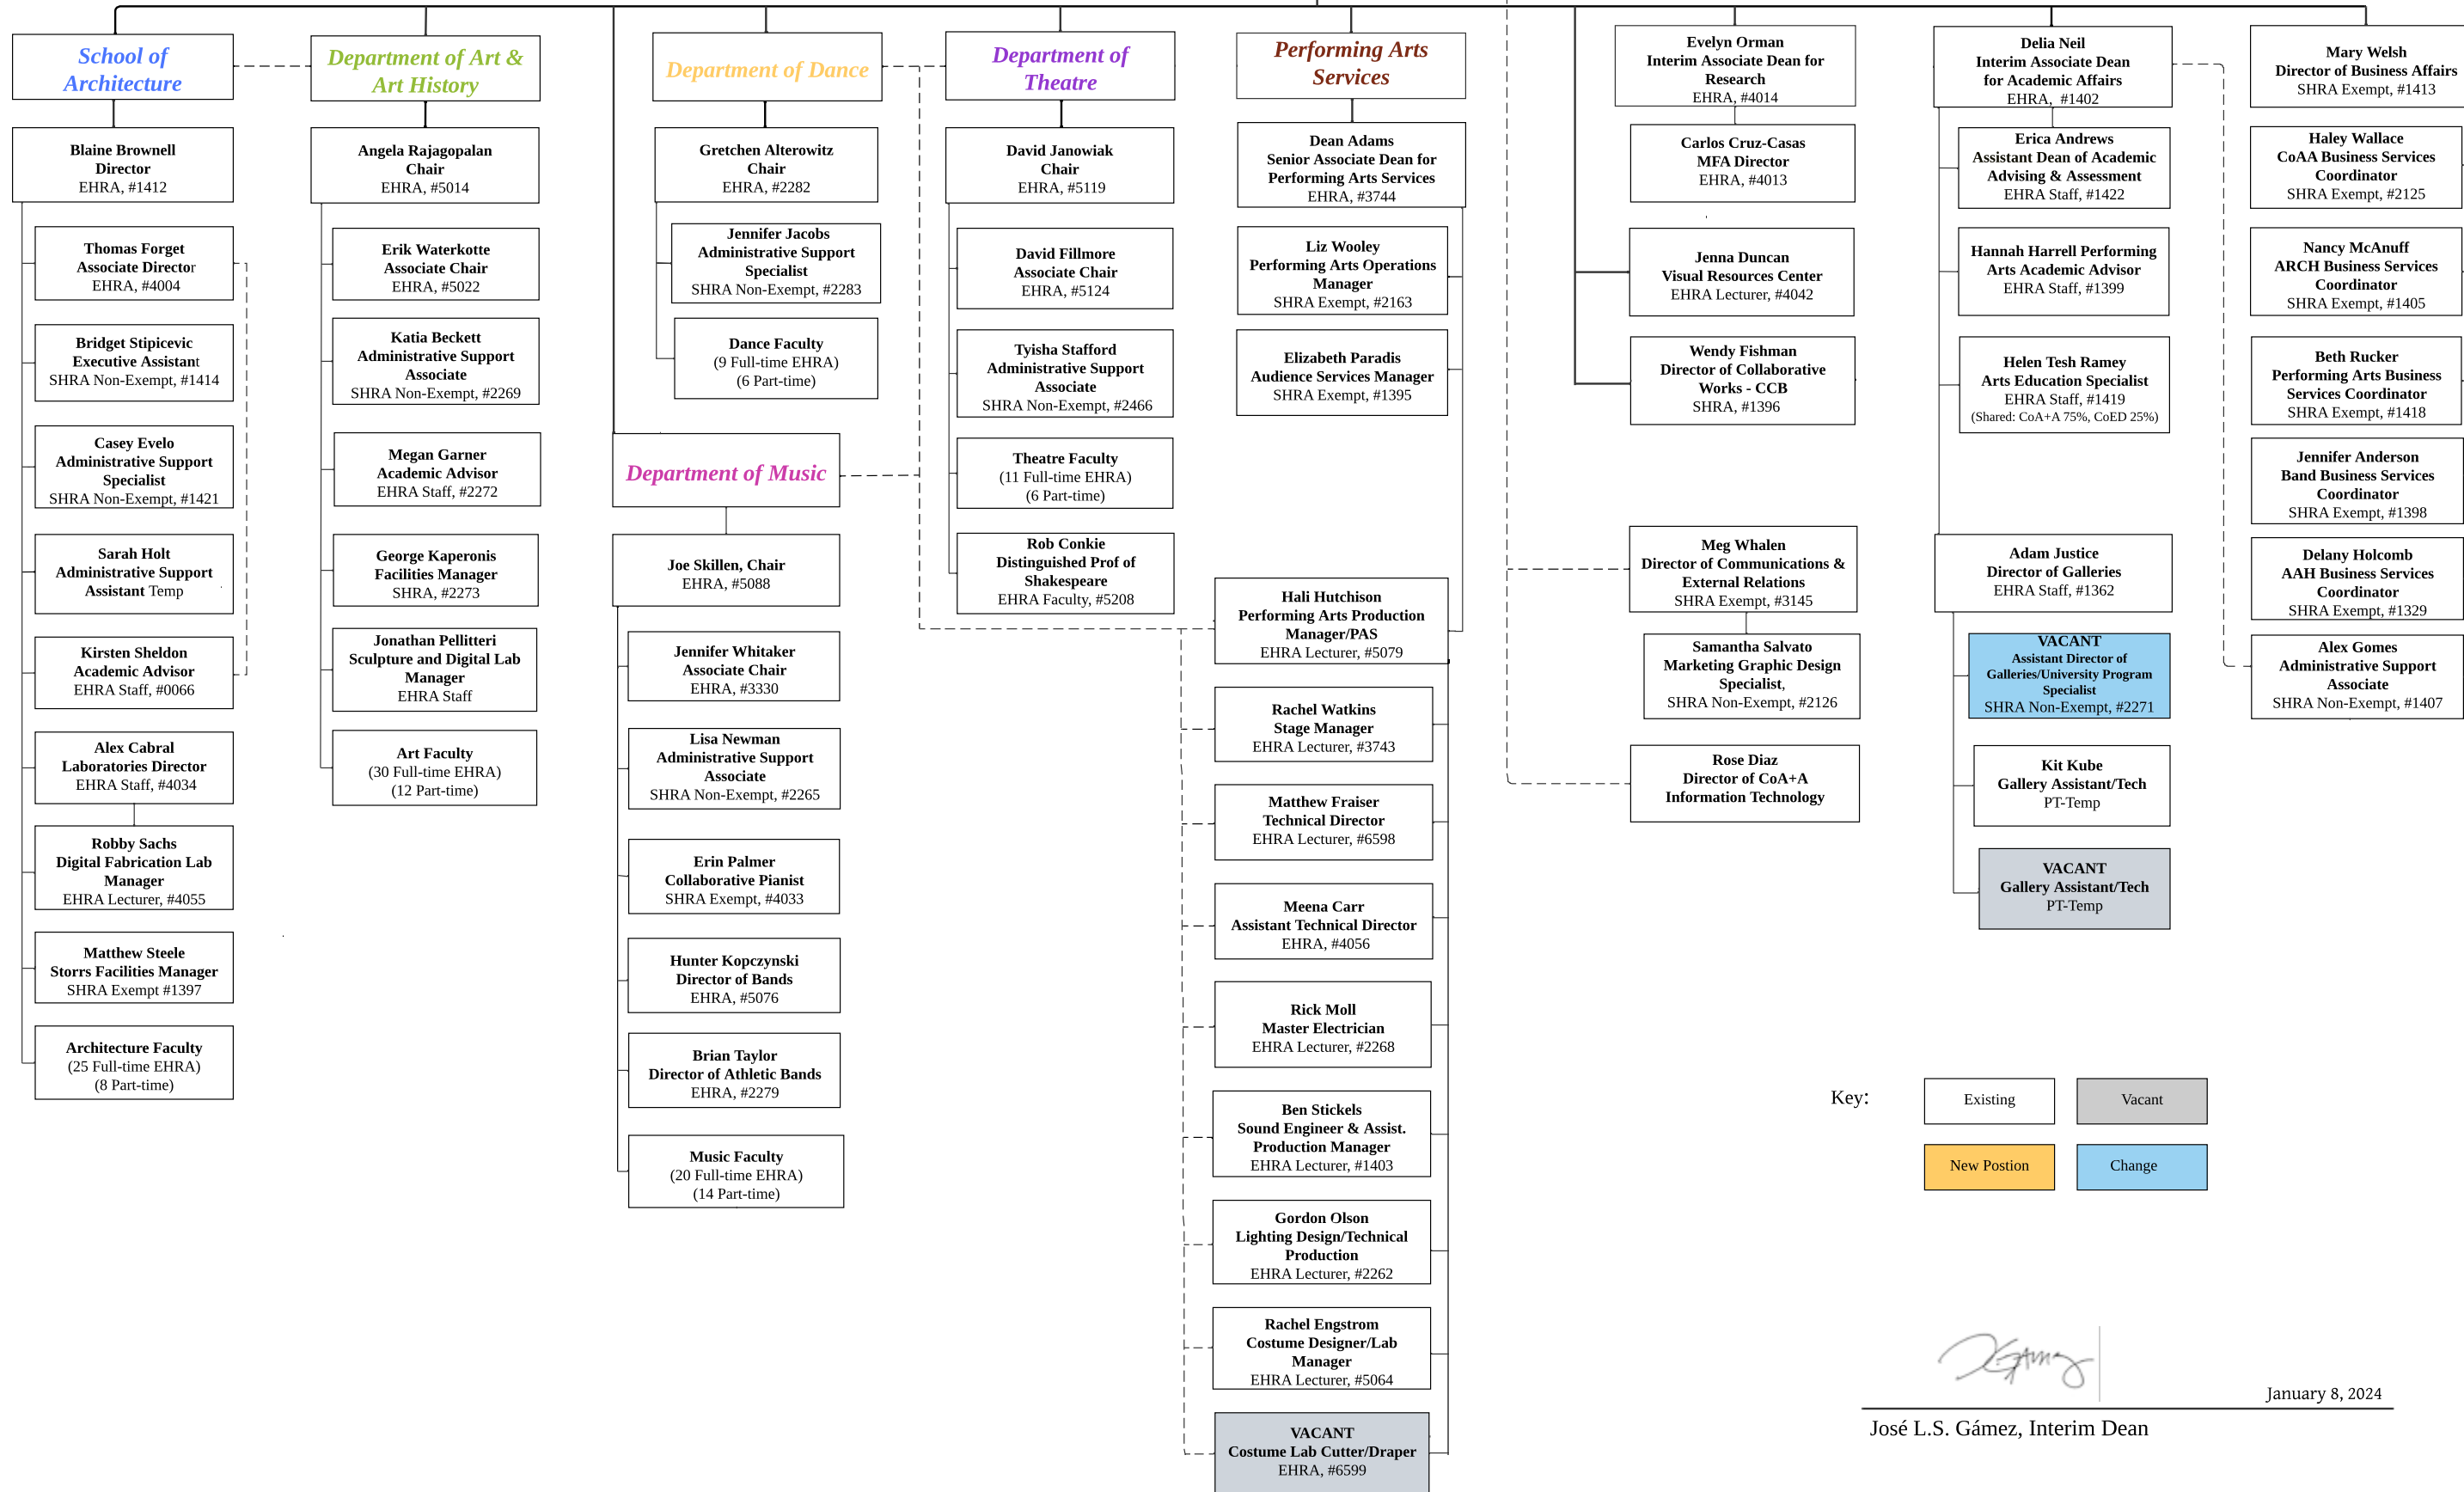 School of
Architecture
Blaine Brownell
Director
EHRA, #1412
Thomas Forget
Associate Director
EHRA, #4004
Bridget Stipicevic
Executive Assistant
SHRA Non-Exempt, #1414
Casey Evelo
Administrative Support
Specialist
SHRA Non-Exempt, #1421
Sarah Holt
Administrative Support
Assistant Temp
Kirsten Sheldon
Academic Advisor
EHRA Staff, #0066
Alex Cabral
Laboratories Director
EHRA Staff, #4034
Robby Sachs
Digital Fabrication Lab
Manager
EHRA Lecturer, #4055
Matthew Steele
Storrs Facilities Manager
SHRA Exempt #1397
Architecture Faculty
(25 Full-time EHRA)
(8 Part-time)
Department of Art &
Art History
Angela Rajagopalan
Chair
EHRA, #5014
Erik Waterkotte
Associate Chair
EHRA, #5022
Katia Beckett
Administrative Support
Associate
SHRA Non-Exempt, #2269
Megan Garner
Academic Advisor
EHRA Staff, #2272
George Kaperonis
Facilities Manager
SHRA, #2273
Jonathan Pellitteri
Sculpture and Digital Lab
Manager
EHRA Staff
Art Faculty
(30 Full-time EHRA)
(12 Part-time)
Department of Dance
Gretchen Alterowitz
Chair
EHRA, #2282
Jennifer Jacobs
Administrative Support
Specialist
SHRA Non-Exempt, #2283
Dance Faculty
(9 Full-time EHRA)
(6 Part-time)
Department of Music
Joe Skillen, Chair
EHRA, #5088
Jennifer Whitaker
Associate Chair
EHRA, #3330
Lisa Newman
Administrative Support
Associate
SHRA Non-Exempt, #2265
Erin Palmer
Collaborative Pianist
SHRA Exempt, #4033
Hunter Kopczynski
Director of Bands
EHRA, #5076
Brian Taylor
Director of Athletic Bands
EHRA, #2279
Music Faculty
(20 Full-time EHRA)
(14 Part-time)
Department of
Theatre
David Janowiak
Chair
EHRA, #5119
David Fillmore
Associate Chair
EHRA, #5124
Tyisha Stafford
Administrative Support
Associate
SHRA Non-Exempt, #2466
Theatre Faculty
(11 Full-time EHRA)
(6 Part-time)
Rob Conkie
Distinguished Prof of
Shakespeare
EHRA Faculty, #5208
Performing Arts
Services
Dean Adams
Senior Associate Dean for
Performing Arts Services
EHRA, #3744
Liz Wooley
Performing Arts Operations
Manager
SHRA Exempt, #2163
Elizabeth Paradis
Audience Services Manager
SHRA Exempt, #1395
Hali Hutchison
Performing Arts Production
Manager/PAS
EHRA Lecturer, #5079
Rachel Watkins
Stage Manager
EHRA Lecturer, #3743
Matthew Fraiser
Technical Director
EHRA Lecturer, #6598
Meena Carr
Assistant Technical Director
EHRA, #4056
Rick Moll
Master Electrician
EHRA Lecturer, #2268
Ben Stickels
Sound Engineer & Assist.
Production Manager
EHRA Lecturer, #1403
Gordon Olson
Lighting Design/Technical
Production
EHRA Lecturer, #2262
Rachel Engstrom
Costume Designer/Lab
Manager
EHRA Lecturer, #5064
VACANT
Costume Lab Cutter/Draper
EHRA, #6599
Evelyn Orman
Interim Associate Dean for
Research
EHRA, #4014
Carlos Cruz-Casas
MFA Director
EHRA, #4013
Jenna Duncan
Visual Resources Center
EHRA Lecturer, #4042
Wendy Fishman
Director of Collaborative
Works - CCB
SHRA, #1396
Meg Whalen
Director of Communications &
External Relations
SHRA Exempt, #3145
Samantha Salvato
Marketing Graphic Design
Specialist,
SHRA Non-Exempt, #2126
Rose Diaz
Director of CoA+A
Information Technology
Delia Neil
Interim Associate Dean
for Academic Affairs
EHRA, #1402
Erica Andrews
Assistant Dean of Academic
Advising & Assessment
EHRA Staff, #1422
Hannah Harrell Performing
Arts Academic Advisor
EHRA Staff, #1399
Helen Tesh Ramey
Arts Education Specialist
EHRA Staff, #1419
(Shared: CoA+A 75%, CoED 25%)
Adam Justice
Director of Galleries
EHRA Staff, #1362
VACANT
Assistant Director of
Galleries/University Program
Specialist
SHRA Non-Exempt, #2271
Kit Kube
Gallery Assistant/Tech
PT-Temp
VACANT
Gallery Assistant/Tech
PT-Temp
Mary Welsh
Director of Business Affairs
SHRA Exempt, #1413
Haley Wallace
CoAA Business Services
Coordinator
SHRA Exempt, #2125
Nancy McAnuff
ARCH Business Services
Coordinator
SHRA Exempt, #1405
Beth Rucker
Performing Arts Business
Services Coordinator
SHRA Exempt, #1418
Jennifer Anderson
Band Business Services
Coordinator
SHRA Exempt, #1398
Delany Holcomb
AAH Business Services
Coordinator
SHRA Exempt, #1329
Alex Gomes
Administrative Support
Associate
SHRA Non-Exempt, #1407
Key:
Existing
Vacant
New Postion
Change
January 8, 2024
José L.S. Gámez, Interim Dean